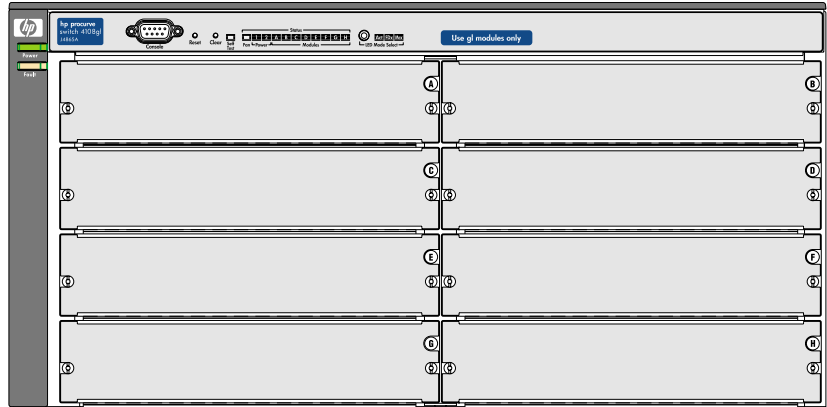 hp
hp procurve
switch 4108gl
J4865A
Power
Fault
Console
Reset
Clear
Self
Test
Status
Fan
1 2 A B C D E F G H
Power
Modules
Act FDx Max
LED Mode Select
Use gl modules only
A
B
C
D
E
F
G
H